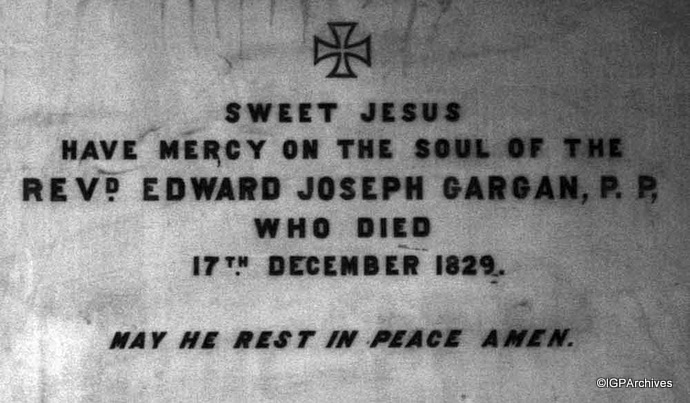 SWEET JESUS
HAVE MERCY ON THE SOUL OF THE
REVD EDWARD JOSEPH GARGAN, P. P,
WHO DIED
17TH. DECEMBER 1829.
MAY HE REST IN PEACE AMEN.
©IGPArchives